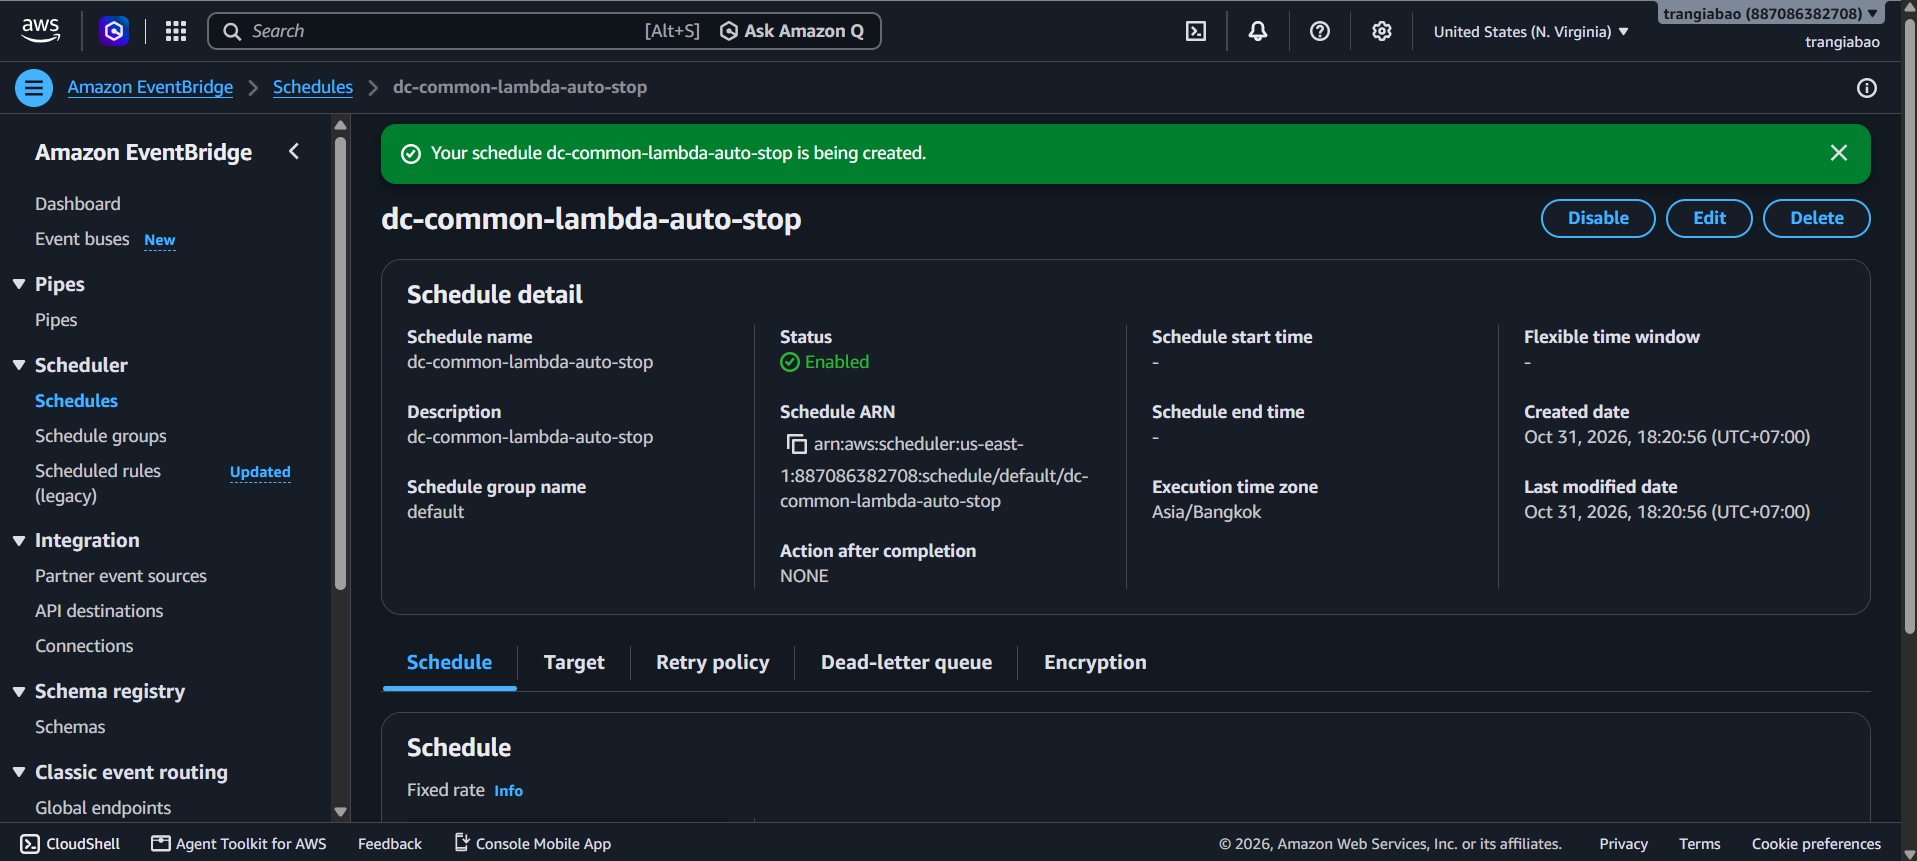 aws
Search
[Alt+S]
Ask Amazon Q
United States (N. Virginia)
trangiabao (887086382708)
trangiabao
Amazon EventBridge
Schedules
dc-common-lambda-auto-stop
Amazon EventBridge
Dashboard
Event buses New
Pipes
Pipes
Scheduler
Schedules
Schedule groups
Scheduled rules Updated
(legacy)
Integration
Partner event sources
API destinations
Connections
Schema registry
Schemas
Classic event routing
Global endpoints
Your schedule dc-common-lambda-auto-stop is being created.
dc-common-lambda-auto-stop
Disable
Edit
Delete
Schedule detail
Schedule name
dc-common-lambda-auto-stop
Description
dc-common-lambda-auto-stop
Schedule group name
default
Status
Enabled
Schedule ARN
arn:aws:scheduler:us-east-
1:887086382708:schedule/default/dc-
common-lambda-auto-stop
Action after completion
NONE
Schedule start time
-
Schedule end time
-
Execution time zone
Asia/Bangkok
Flexible time window
-
Created date
Oct 31, 2026, 18:20:56 (UTC+07:00)
Last modified date
Oct 31, 2026, 18:20:56 (UTC+07:00)
Schedule
Target
Retry policy
Dead-letter queue
Encryption
Schedule
Fixed rate Info
CloudShell
Agent Toolkit for AWS
Feedback
Console Mobile App
© 2026, Amazon Web Services, Inc. or its affiliates.
Privacy
Terms
Cookie preferences